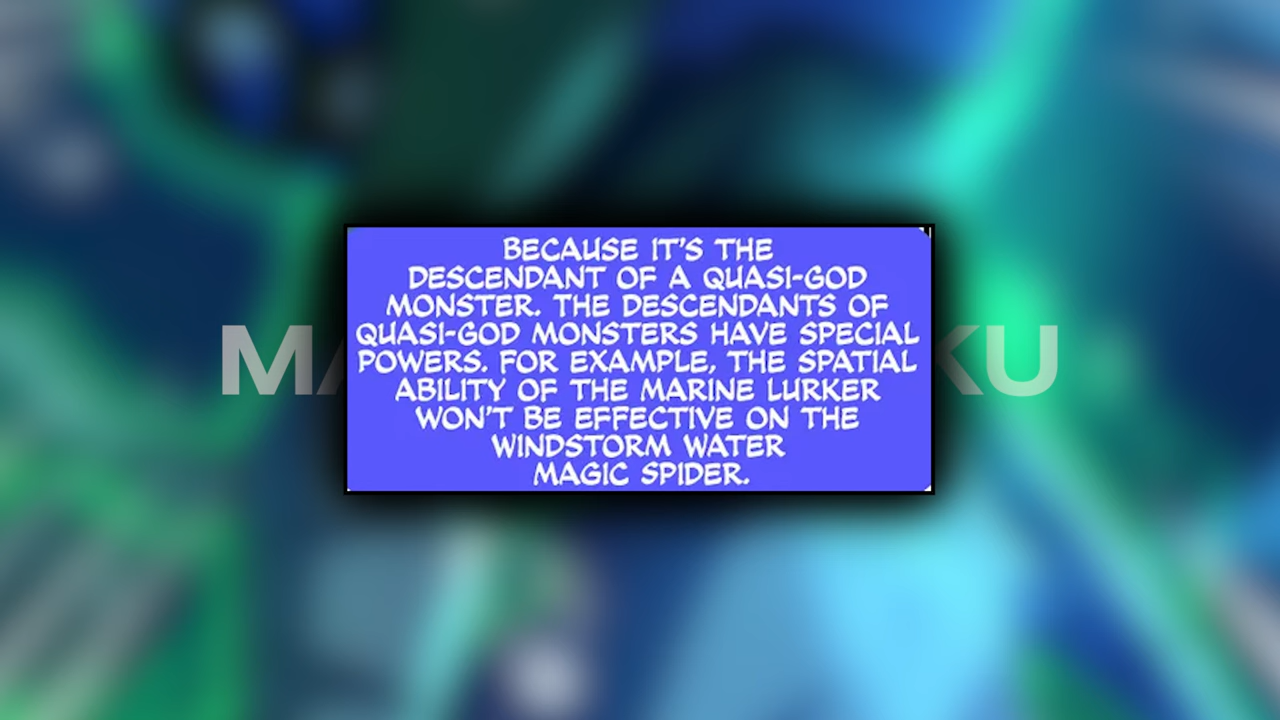 BECAUSE IT'S THE
DESCENDANT OF A QUASI-GOD
MONSTER. THE DESCENDANTS OF
QUASI-GOD MONSTERS HAVE SPECIAL
POWERS. FOR EXAMPLE, THE SPATIAL
ABILITY OF THE MARINE LURKER
WON'T BE EFFECTIVE ON THE
WINDSTORM WATER
MAGIC SPIDER.